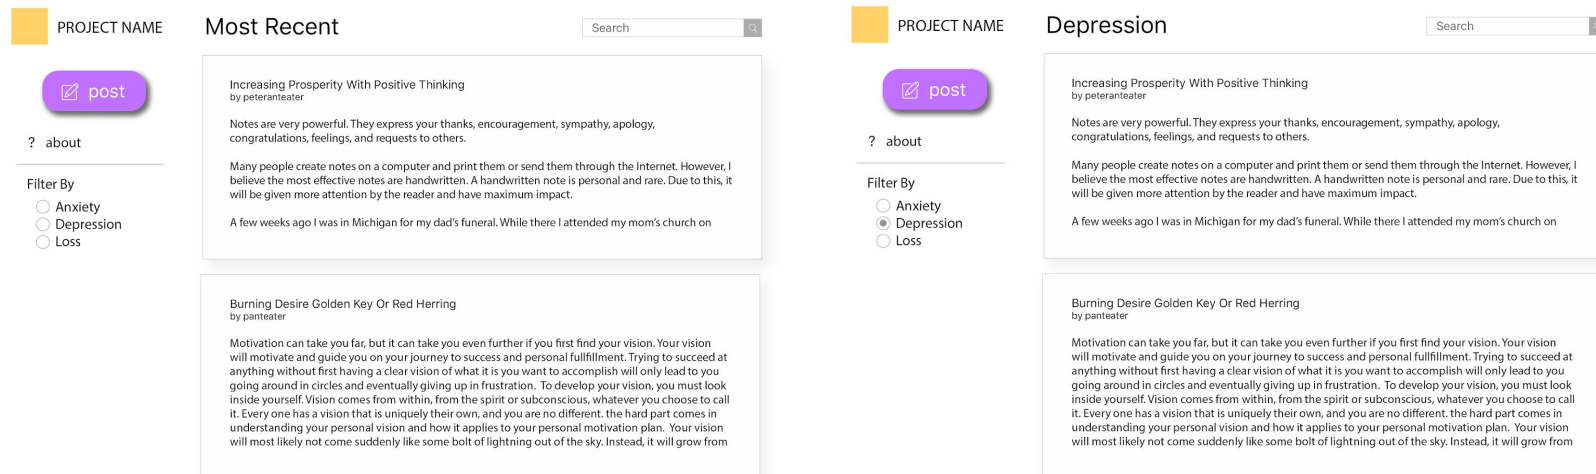 PROJECT NAME
Most Recent
Search
post
? about
Filter By
Anxiety
Depression
Loss
Increasing Prosperity With Positive Thinking
by peteranteater
Notes are very powerful. They express your thanks, encouragement, sympathy, apology,
congratulations, feelings, and requests to others.
Many people create notes on a computer and print them or send them through the Internet. However, I
believe the most effective notes are handwritten. A handwritten note is personal and rare. Due to this, it
will be given more attention by the reader and have maximum impact.
A few weeks ago I was in Michigan for my dad's funeral. While there I attended my mom's church on
Burning Desire Golden Key Or Red Herring
by panteater
Motivation can take you far, but it can take you even further if you first find your vision. Your vision
will motivate and guide you on your journey to success and personal fullfillment. Trying to succeed at
anything without first having a clear vision of what it is you want to accomplish will only lead to you
going around in circles and eventually giving up in frustration.  To develop your vision, you must look
inside yourself. Vision comes from within, from the spirit or subconscious, whatever you choose to call
it. Every one has a vision that is uniquely their own, and you are no different. the hard part comes in
understanding your personal vision and how it applies to your personal motivation plan.  Your vision
will most likely not come suddenly like some bolt of lightning out of the sky. Instead, it will grow from
PROJECT NAME
Depression
Search
post
? about
Filter By
Anxiety
Depression
Loss
Increasing Prosperity With Positive Thinking
by peteranteater
Notes are very powerful. They express your thanks, encouragement, sympathy, apology,
congratulations, feelings, and requests to others.
Many people create notes on a computer and print them or send them through the Internet. However, I
believe the most effective notes are handwritten. A handwritten note is personal and rare. Due to this, it
will be given more attention by the reader and have maximum impact.
A few weeks ago I was in Michigan for my dad's funeral. While there I attended my mom's church on
Burning Desire Golden Key Or Red Herring
by panteater
Motivation can take you far, but it can take you even further if you first find your vision. Your vision
will motivate and guide you on your journey to success and personal fullfillment. Trying to succeed at
anything without first having a clear vision of what it is you want to accomplish will only lead to you
going around in circles and eventually giving up in frustration.  To develop your vision, you must look
inside yourself. Vision comes from within, from the spirit or subconscious, whatever you choose to call
it. Every one has a vision that is uniquely their own, and you are no different. the hard part comes in
understanding your personal vision and how it applies to your personal motivation plan.  Your vision
will most likely not come suddenly like some bolt of lightning out of the sky. Instead, it will grow from